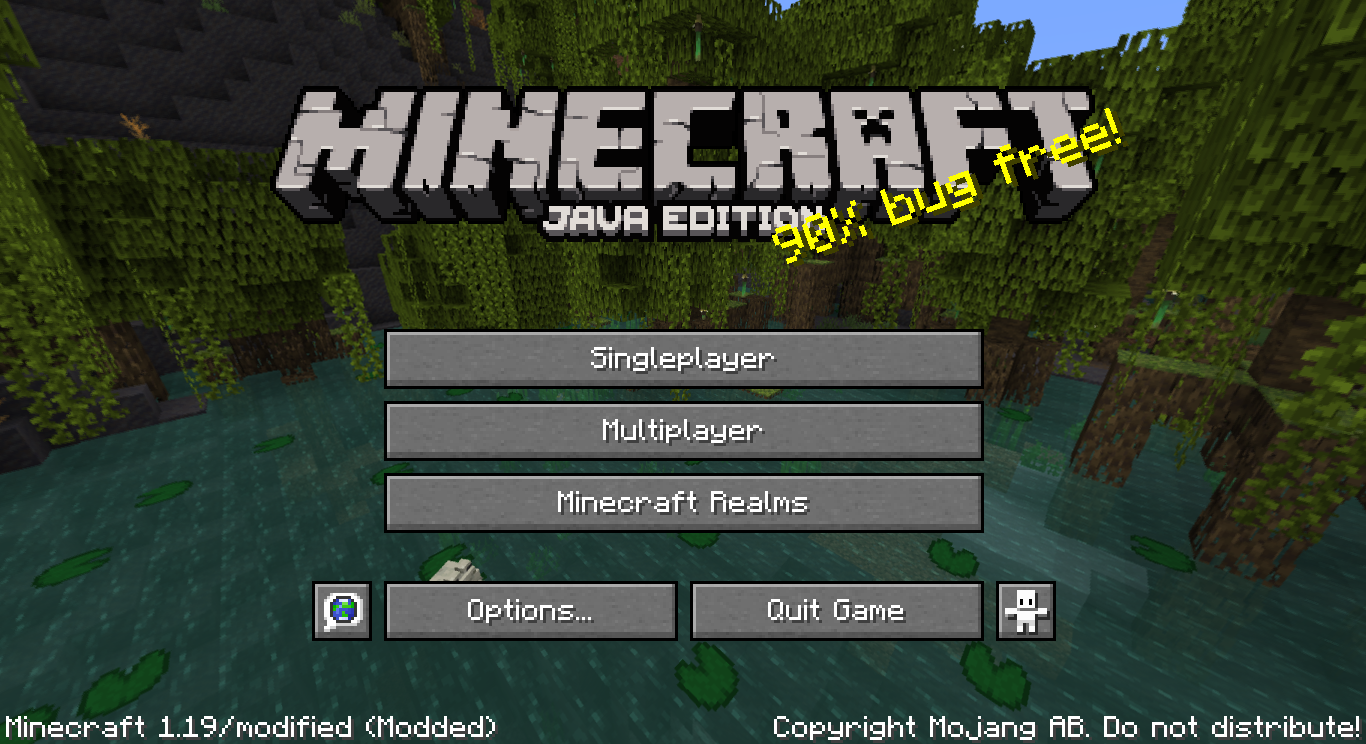 MINECRAFT
JAVA EDITION
90% bug free!
Singleplayer
Multiplayer
Minecraft Realms
Options...
Quit Game
Minecraft 1.19/modified (Modded)
Copyright Mojang AB. Do not distribute!